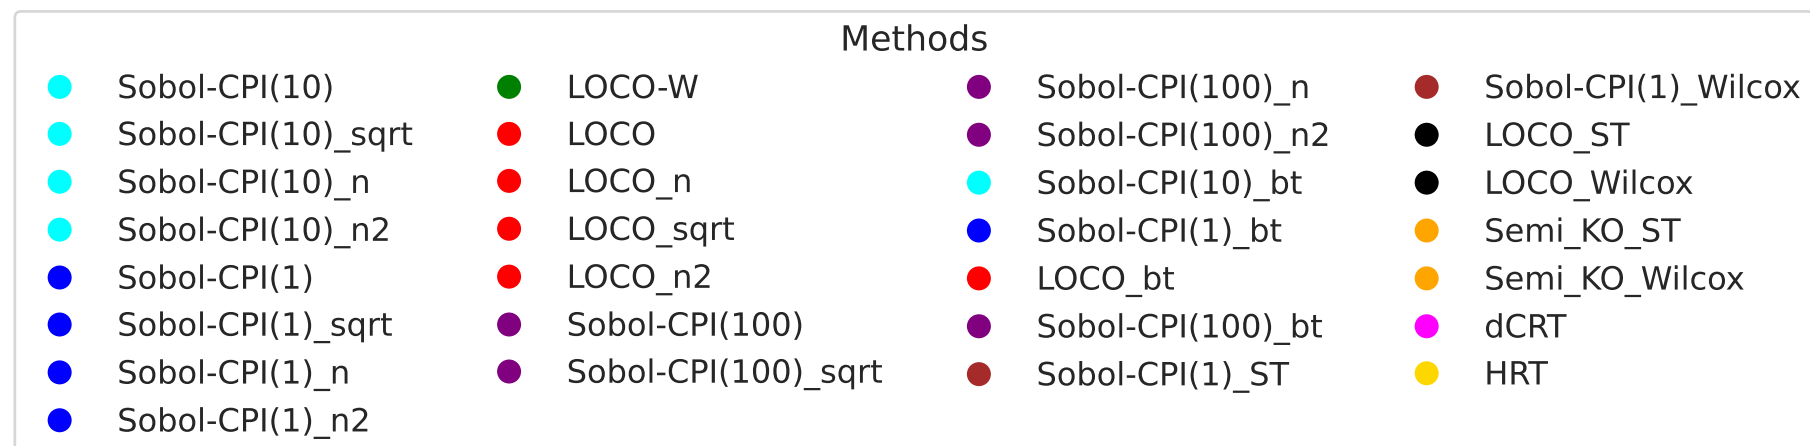 Methods
Sobol-CPI(10)
Sobol-CPI(10)_sqrt
Sobol-CPI(10)_n
Sobol-CPI(10)_n2
Sobol-CPI(1)
Sobol-CPI(1)_sqrt
Sobol-CPI(1)_n
Sobol-CPI(1)_n2
LOCO-W
LOCO
LOCO_n
LOCO_sqrt
LOCO_n2
Sobol-CPI(100)
Sobol-CPI(100)_sqrt
Sobol-CPI(100)_n
Sobol-CPI(100)_n2
Sobol-CPI(10)_bt
Sobol-CPI(1)_bt
LOCO_bt
Sobol-CPI(100)_bt
Sobol-CPI(1)_ST
Sobol-CPI(1)_Wilcox
LOCO_ST
LOCO_Wilcox
Semi_KO_ST
Semi_KO_Wilcox
dCRT
HRT